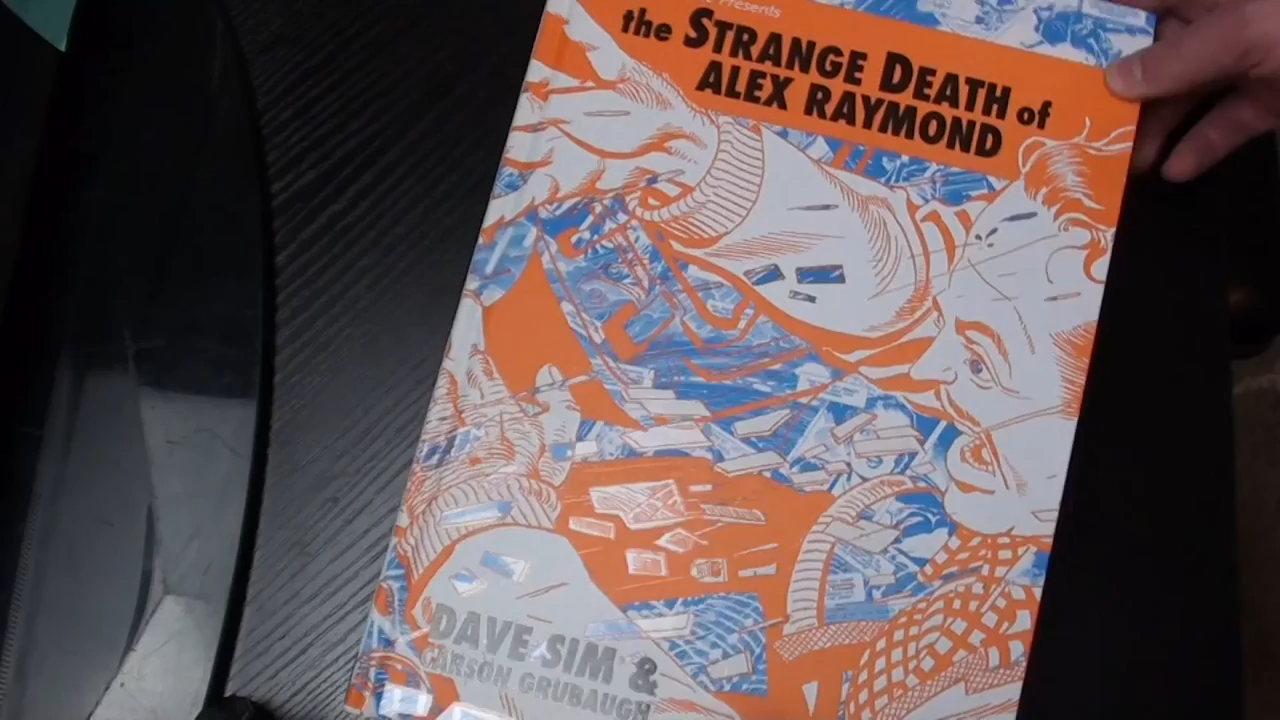 Presents
the STRANGE DEATH of
ALEX RAYMOND
DAVE SIM &
CARSON GRUBAUGH